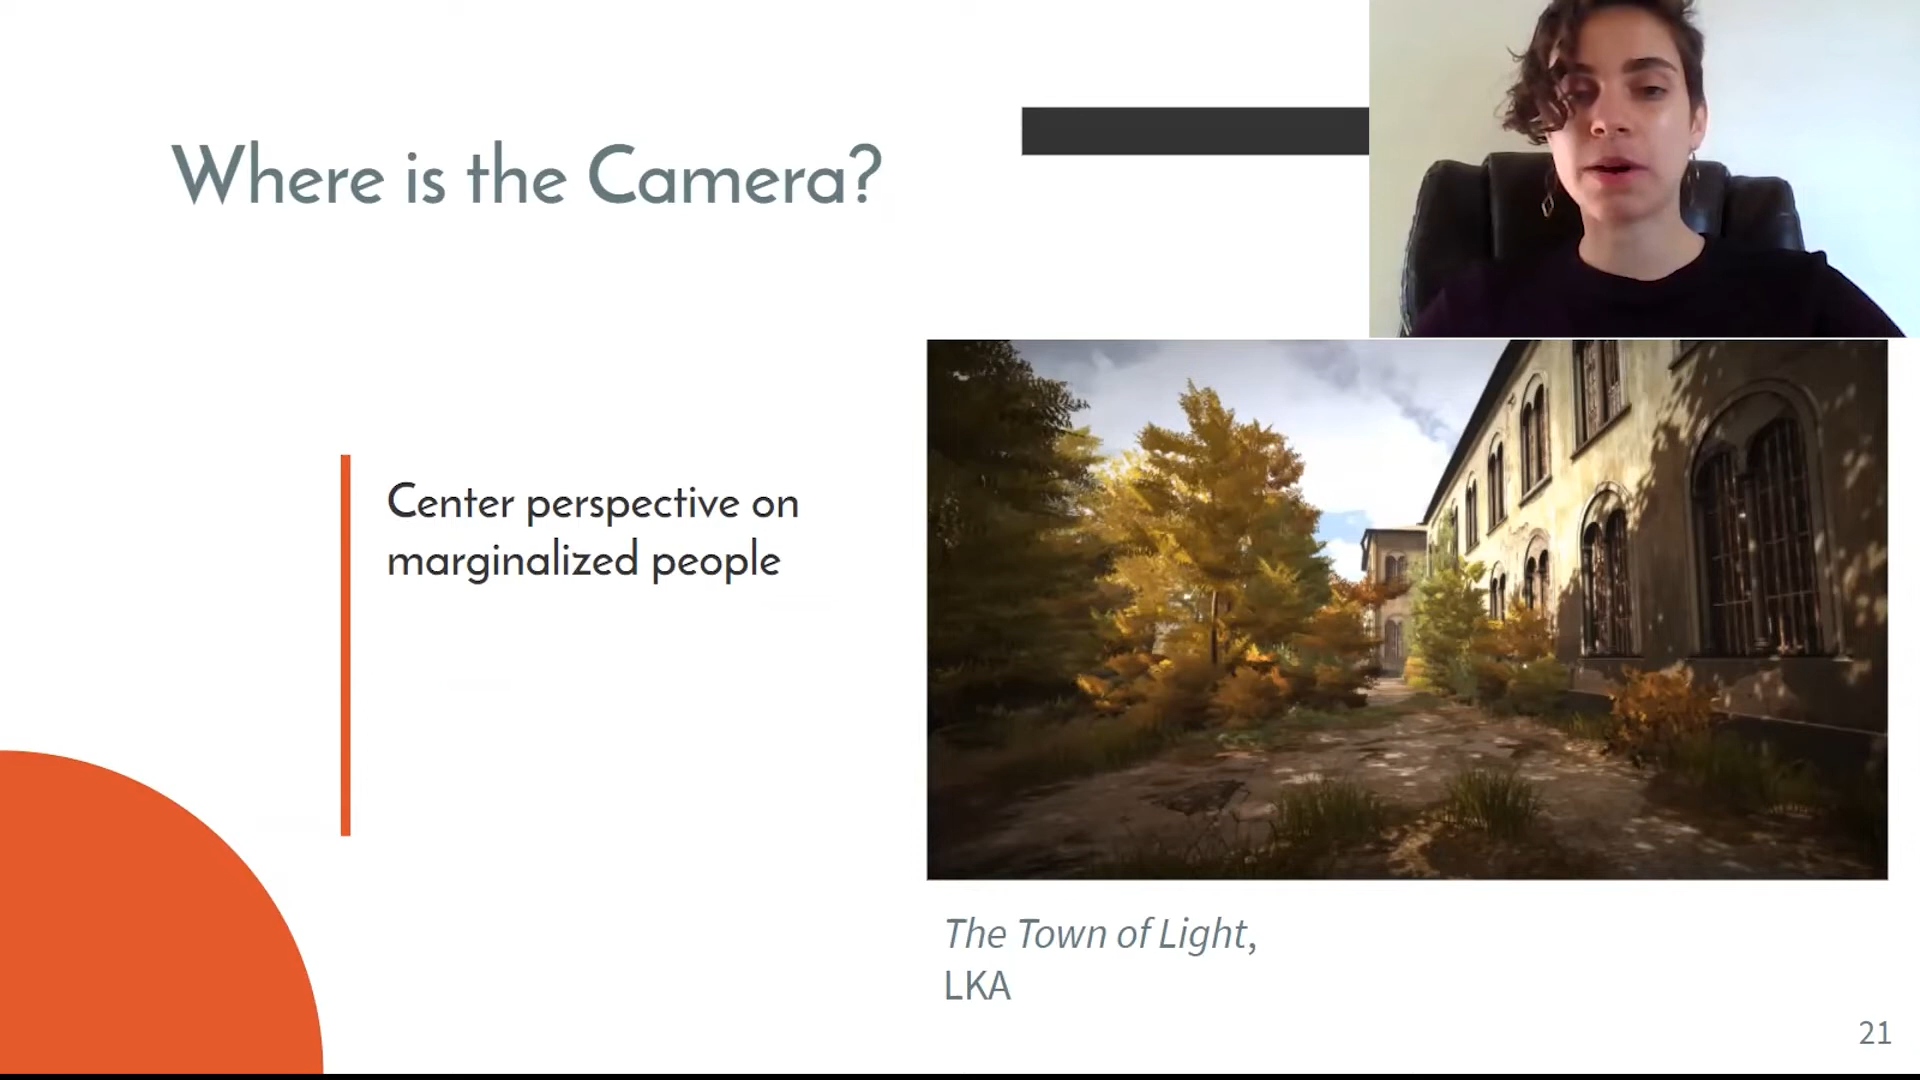 Where is the Camera?
Center perspective on
marginalized people
The Town of Light,
LKA
21